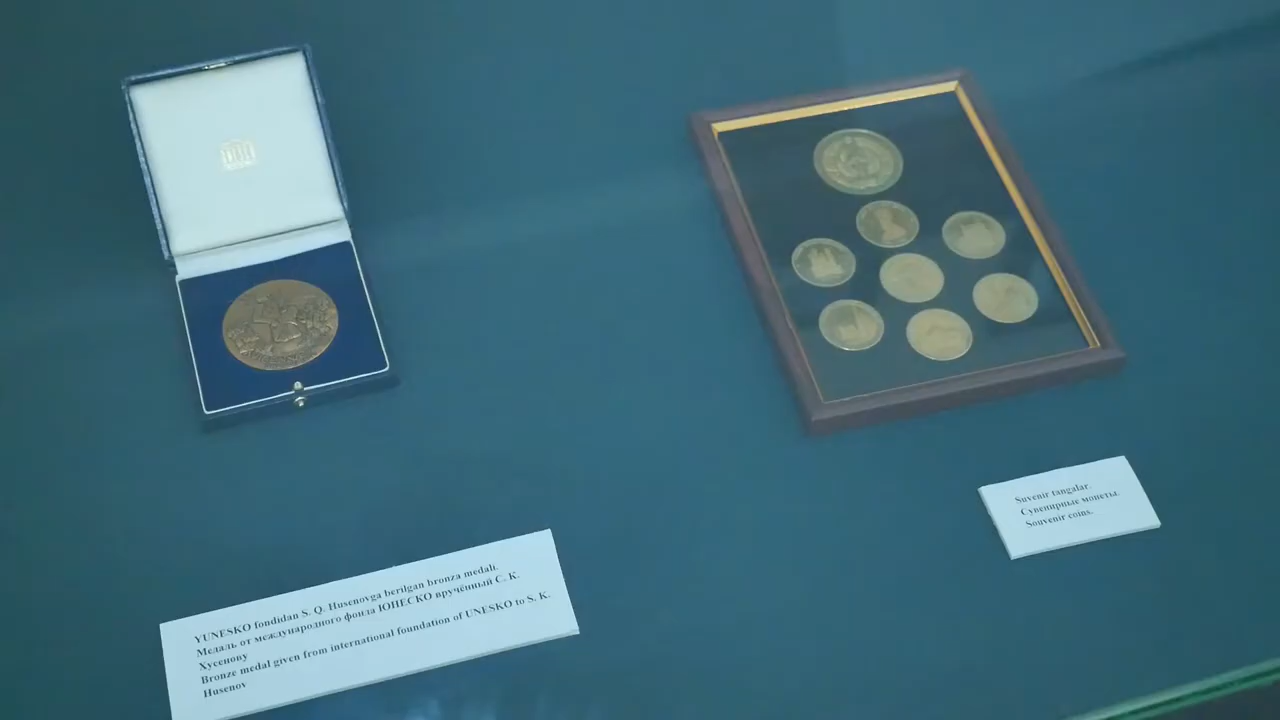 YUNESKO fondidan S. Q. Husenovga berilgan bronza medali.
Медаль от международного фонда ЮНЕСКО вручённый С. К.
Хусенову
Bronze medal given from international foundation of UNESKO to S. K.
Husenov
Suvenir tangalar.
Сувенирные монеты.
Souvenir coins.